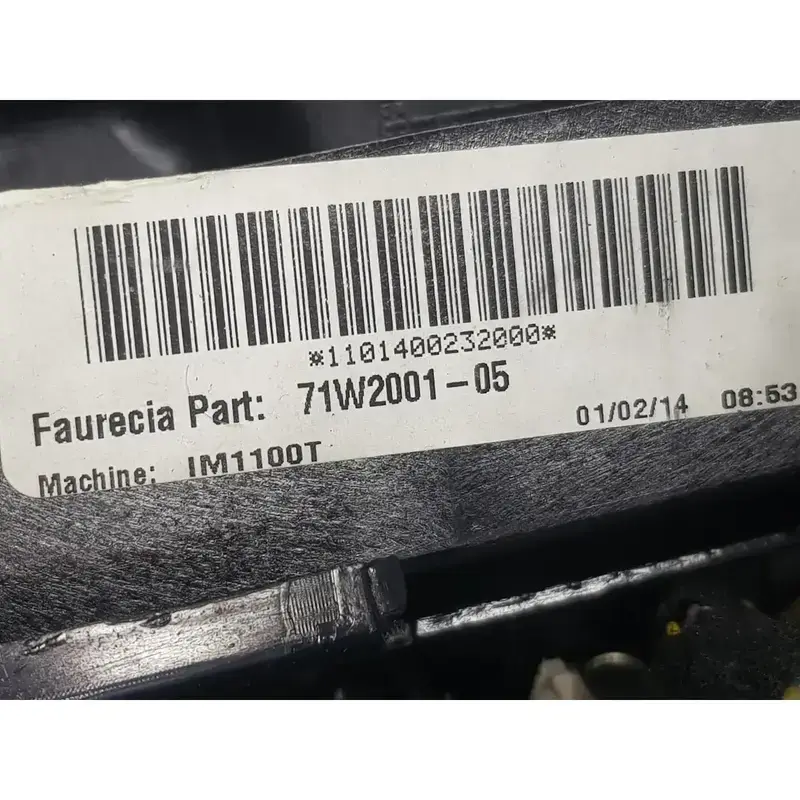 *1101400232000*
Faurecia Part: 71W2001-05
01/02/14 08:53
Machine: IM1100T